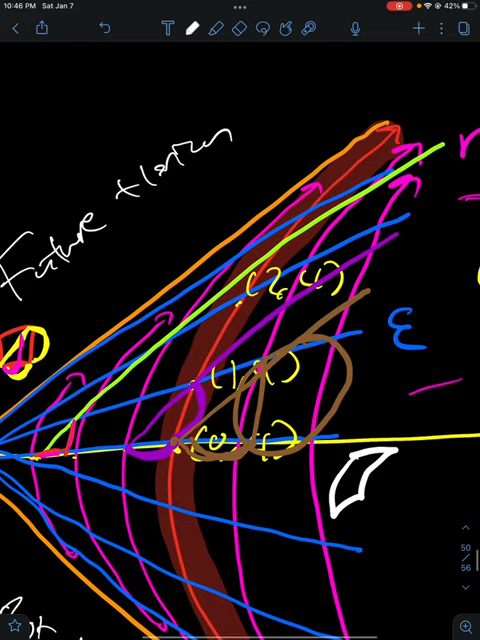 10:46 PM Sat Jan 7
42%
T
Future Horizon
r
(2, 1)
ε
(1, 1)
(0, 1)
50
56